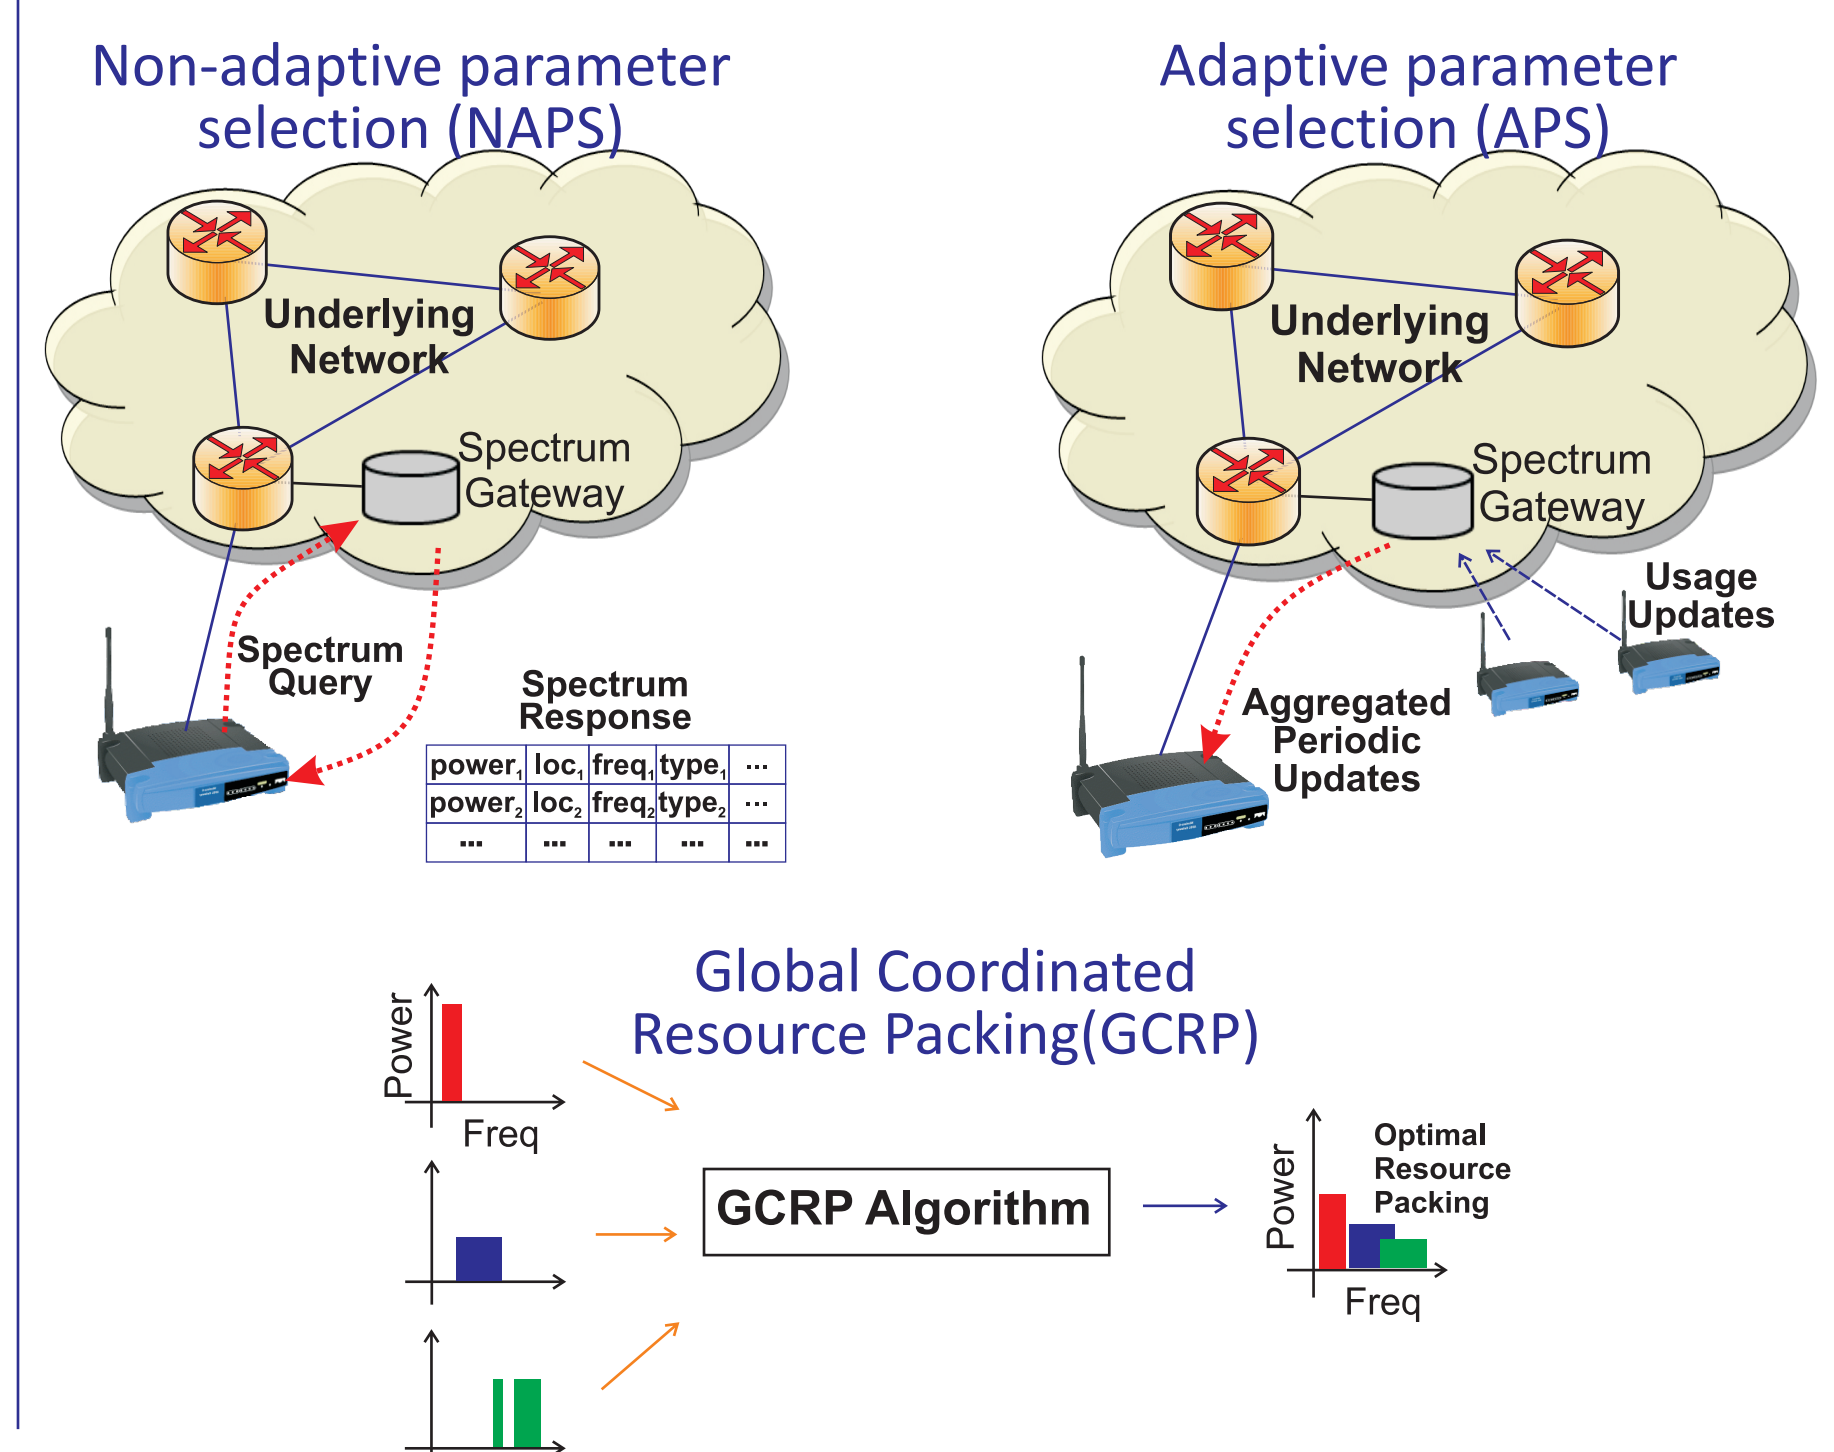 Non-adaptive parameter
selection (NAPS)
Underlying
Network
Spectrum
Gateway
Spectrum
Query
Spectrum
Response
power1 loc1 freq1 type1 ...
power2 loc2 freq2 type2 ...
... ... ... ... ...
Adaptive parameter
selection (APS)
Underlying
Network
Spectrum
Gateway
Usage
Updates
Aggregated
Periodic
Updates
Global Coordinated
Resource Packing(GCRP)
Power
Freq
GCRP Algorithm
Power
Freq
Optimal
Resource
Packing